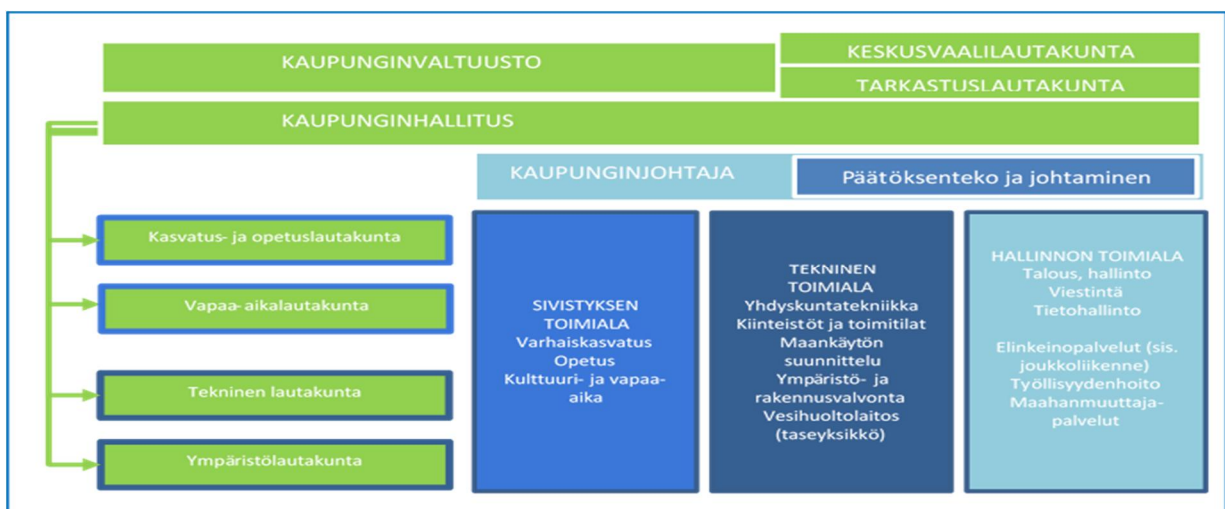 KAUPUNGINVALTUUSTO
KESKUSVAALILAUTAKUNTA
TARKASTUSLAUTAKUNTA
KAUPUNGINHALLITUS
KAUPUNGINJOHTAJA
Päätöksenteko ja johtaminen
Kasvatus- ja opetuslautakunta
Vapaa-aikalautakunta
Tekninen lautakunta
Ympäristölautakunta
SIVISTYKSEN
TOIMIALA
Varhaiskasvatus
Opetus
Kulttuuri- ja vapaa-
aika
TEKNINEN
TOIMIALA
Yhdyskuntatekniikka
Kiinteistöt ja toimitilat
Maankäytön
suunnittelu
Ympäristö- ja
rakennusvalvonta
Vesihuoltolaitos
(taseyksikkö)
HALLINNON TOIMIALA
Talous, hallinto
Viestintä
Tietohallinto
Elinkeinopalvelut (sis.
joukkoliikenne)
Työllisyydenhoito
Maahanmuuttaja-
palvelut